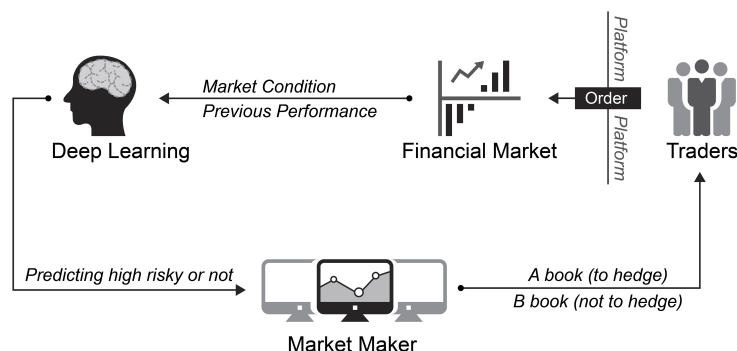 Market Condition
Previous Performance
Platform
Order
Platform
Deep Learning
Financial Market
Traders
Predicting high risky or not
A book (to hedge)
B book (not to hedge)
Market Maker